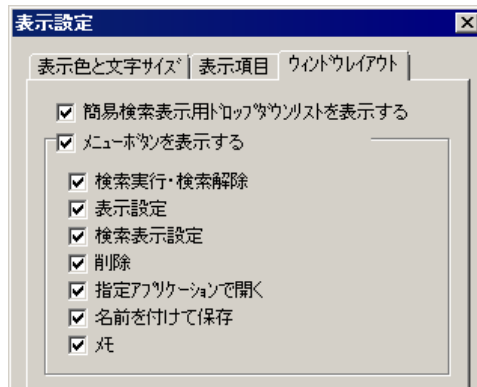 表示設定
表示色と文字ｻｲｽﾞ 表示項目 ｳｨﾝﾄﾞｳﾚｲｱｳﾄ
簡易検索表示用ﾄﾞﾛｯﾌﾟﾀﾞｳﾝﾘｽﾄを表示する
ﾒﾆｭｰﾎﾞﾀﾝを表示する
検索実行・検索解除
表示設定
検索表示設定
削除
指定ｱﾌﾟﾘｹｰｼｮﾝで開く
名前を付けて保存
ﾒﾓ